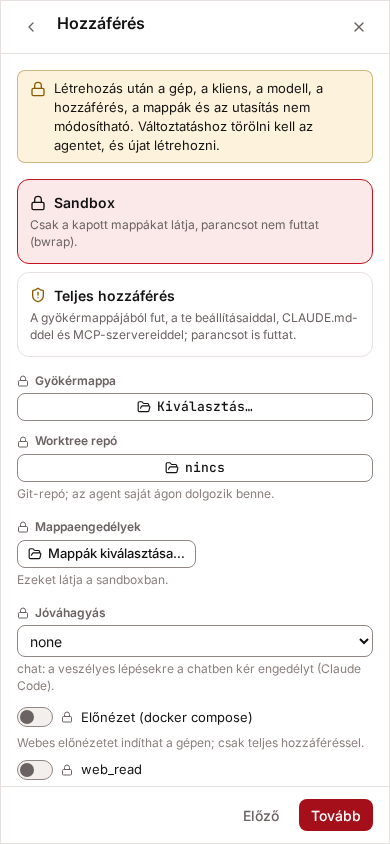 Hozzáférés
Létrehozás után a gép, a kliens, a modell, a
hozzáférés, a mappák és az utasítás nem
módosítható. Változtatáshoz törölni kell az
agentet, és újat létrehozni.
Sandbox
Csak a kapott mappákat látja, parancsot nem futtat
(bwrap).
Teljes hozzáférés
A gyökérmappájából fut, a te beállításaiddal, CLAUDE.md-
ddel és MCP-szervereiddel; parancsot is futtat.
Gyökérmappa
Kiválasztás…
Worktree repó
nincs
Git-repó; az agent saját ágon dolgozik benne.
Mappaengedélyek
Mappák kiválasztása…
Ezeket látja a sandboxban.
Jóváhagyás
none
chat: a veszélyes lépésekre a chatben kér engedélyt (Claude
Code).
Előnézet (docker compose)
Webes előnézetet indíthat a gépen; csak teljes hozzáféréssel.
web_read
Előző
Tovább